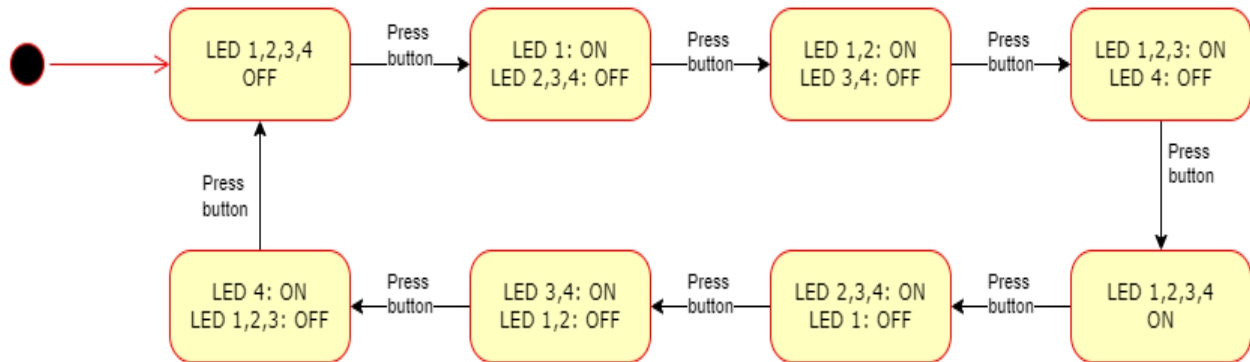 LED 1,2,3,4
OFF
Press
button
LED 1: ON
LED 2,3,4: OFF
Press
button
LED 1,2: ON
LED 3,4: OFF
Press
button
LED 1,2,3: ON
LED 4: OFF
Press
button
LED 1,2,3,4
ON
Press
button
LED 2,3,4: ON
LED 1: OFF
Press
button
LED 3,4: ON
LED 1,2: OFF
Press
button
LED 4: ON
LED 1,2,3: OFF
Press
button